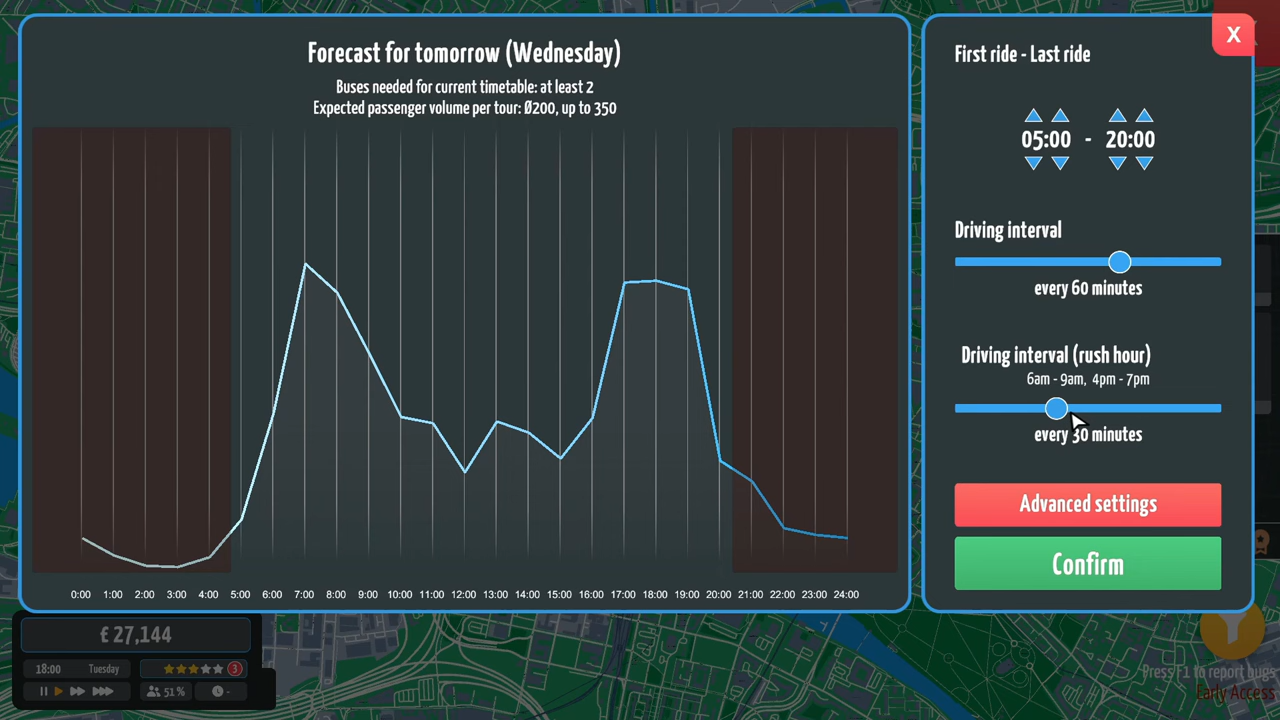 Forecast for tomorrow (Wednesday)
Buses needed for current timetable: at least 2
Expected passenger volume per tour: Ø200, up to 350
0:00 1:00 2:00 3:00 4:00 5:00 6:00 7:00 8:00 9:00 10:00 11:00 12:00 13:00 14:00 15:00 16:00 17:00 18:00 19:00 20:00 21:00 22:00 23:00 24:00
X
First ride - Last ride
05:00 - 20:00
Driving interval
every 60 minutes
Driving interval (rush hour)
6am - 9am, 4pm - 7pm
every 30 minutes
Advanced settings
Confirm
£ 27,144
18:00 Tuesday 3
51 % -
Press F1 to report bugs
Early Access